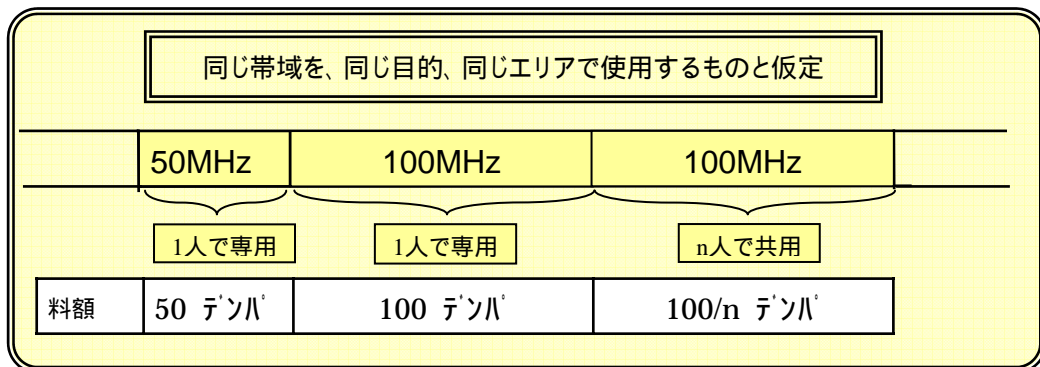 同じ帯域を、同じ目的、同じエリアで使用するものと仮定
50MHz 100MHz 100MHz
1人で専用 1人で専用 n人で共用
料額 50 デンパ 100 デンパ 100/n デンパ